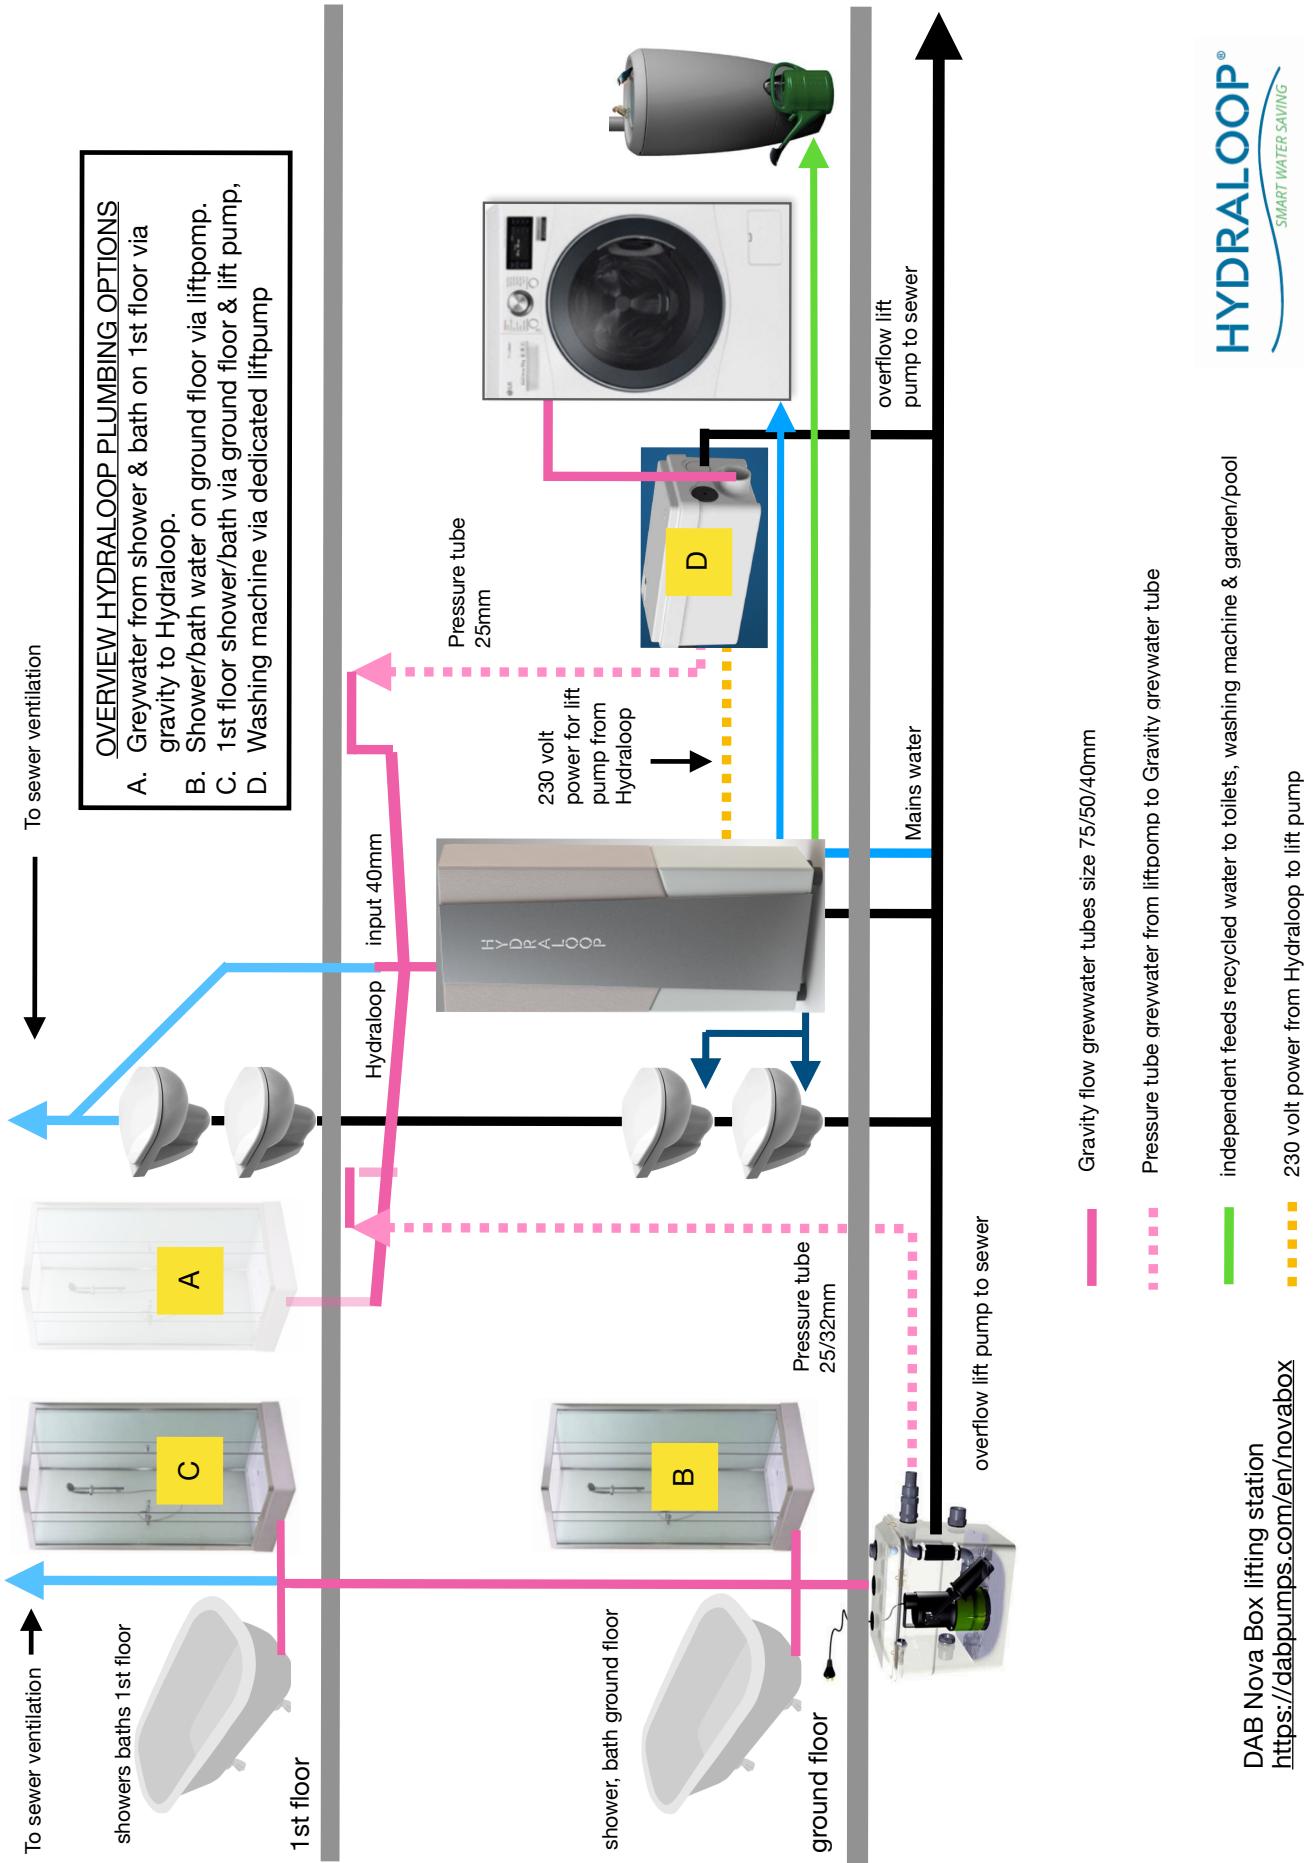 To sewer ventilation
To sewer ventilation
OVERVIEW HYDRALOOP PLUMBING OPTIONS
A. Greywater from shower & bath on 1st floor via
gravity to Hydraloop.
B. Shower/bath water on ground floor via liftpomp.
C. 1st floor shower/bath via ground floor & lift pump,
D. Washing machine via dedicated liftpump
showers baths 1st floor
C
A
1st floor
Hydraloop input 40mm
Pressure tube
25mm
HYDRALOOP
230 volt
power for lift
pump from
Hydraloop
D
LG
shower, bath ground floor
B
Pressure tube
25/32mm
ground floor
Mains water
overflow lift
pump to sewer
overflow lift pump to sewer
Gravity flow grewwater tubes size 75/50/40mm
Pressure tube greywater from liftpomp to Gravity greywater tube
independent feeds recycled water to toilets, washing machine & garden/pool
230 volt power from Hydraloop to lift pump
DAB Nova Box lifting station
https://dabpumps.com/en/novabox
HYDRALOOP®
SMART WATER SAVING